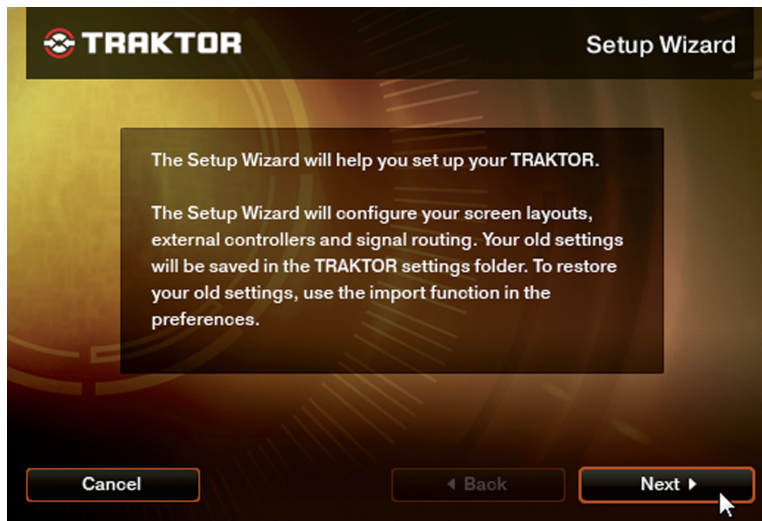 TRAKTOR
Setup Wizard
The Setup Wizard will help you set up your TRAKTOR.
The Setup Wizard will configure your screen layouts,
external controllers and signal routing. Your old settings
will be saved in the TRAKTOR settings folder. To restore
your old settings, use the import function in the
preferences.
Cancel
Back
Next